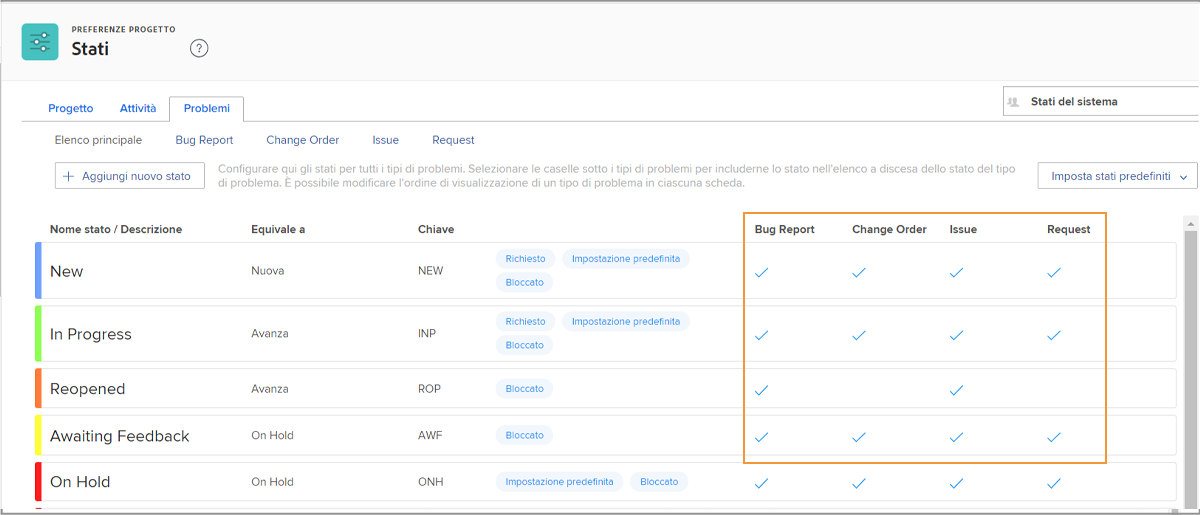 PREFERENZE PROGETTO
Stati
?
Progetto Attività Problemi
Stati del sistema
Elenco principale Bug Report Change Order Issue Request
+ Aggiungi nuovo stato
Configurare qui gli stati per tutti i tipi di problemi. Selezionare le caselle sotto i tipi di problemi per includerne lo stato nell'elenco a discesa dello stato del tipo
di problema. È possibile modificare l'ordine di visualizzazione di un tipo di problema in ciascuna scheda.
Imposta stati predefiniti
Nome stato / Descrizione Equivale a Chiave Bug Report Change Order Issue Request
New Nuova NEW Richiesto Impostazione predefinita
Bloccato
In Progress Avanza INP Richiesto Impostazione predefinita
Bloccato
Reopened Avanza ROP Bloccato
Awaiting Feedback On Hold AWF Bloccato
On Hold On Hold ONH Impostazione predefinita Bloccato